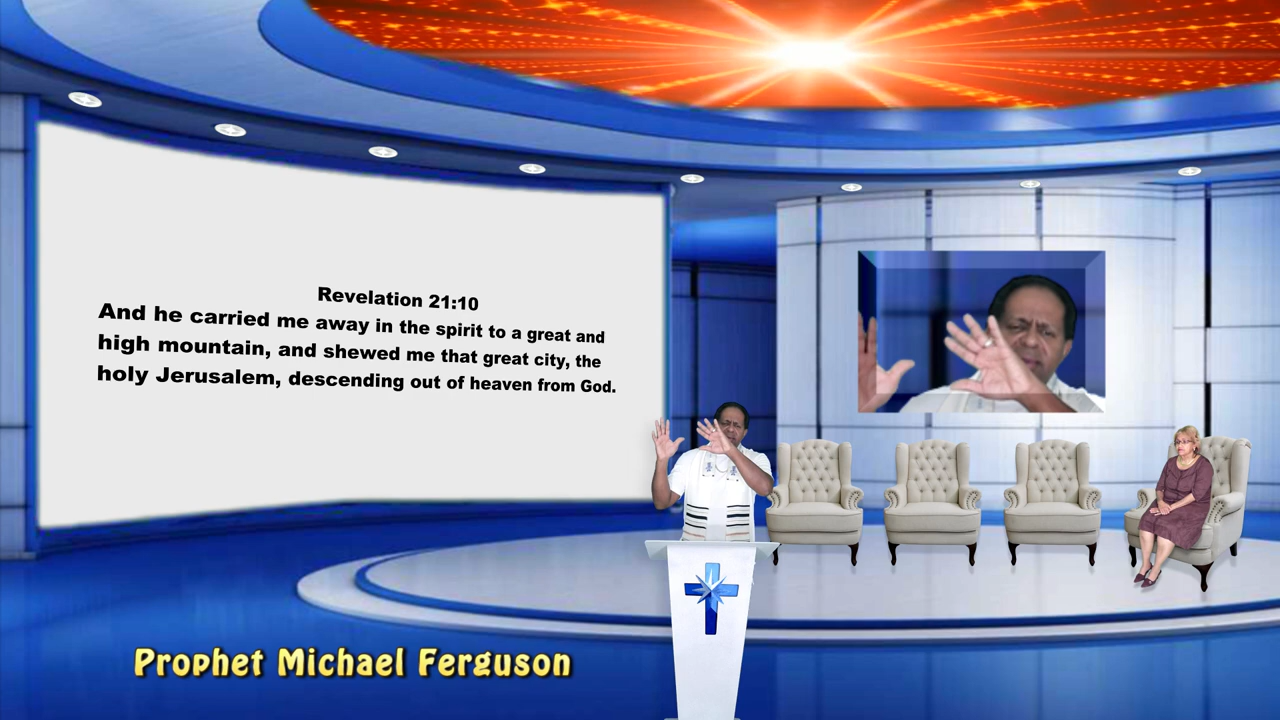 Revelation 21:10
And he carried me away in the spirit to a great and
high mountain, and shewed me that great city, the
holy Jerusalem, descending out of heaven from God.
Prophet Michael Ferguson